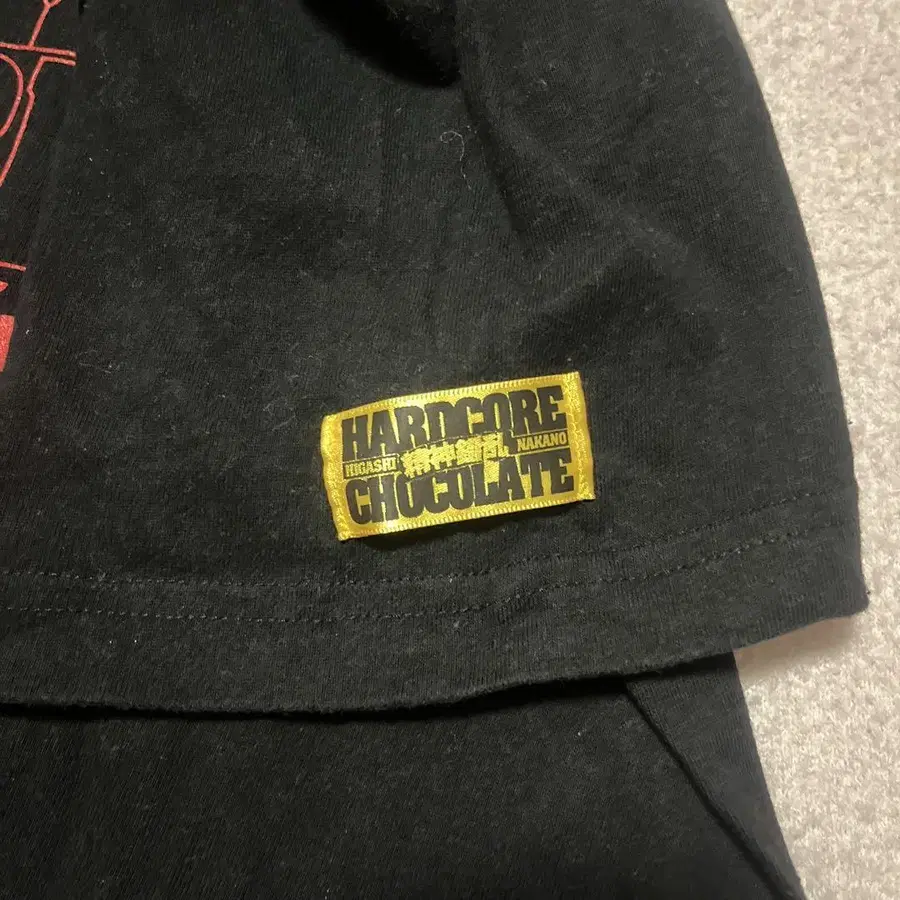 HARDCORE
HIGASHI 精神錯乱 NAKANO
CHOCOLATE